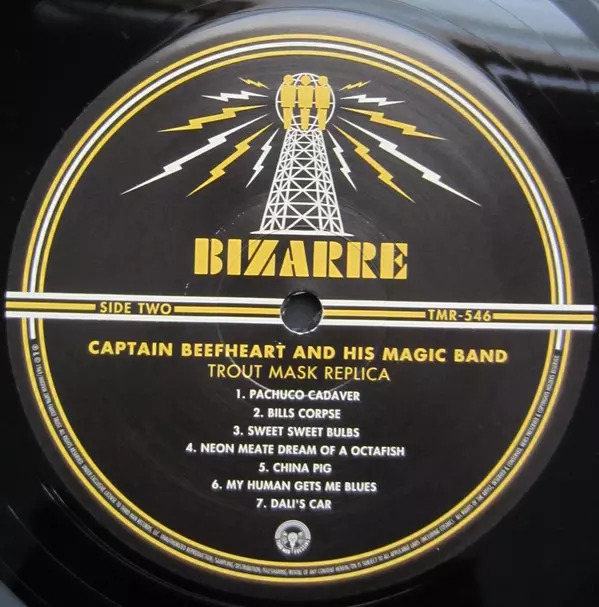 BIZARRE
SIDE TWO
TMR-546
CAPTAIN BEEFHEART AND HIS MAGIC BAND
TROUT MASK REPLICA
1. PACHUCO CADAVER
2. BILLS CORPSE
3. SWEET SWEET BULBS
4. NEON MEATE DREAM OF A OCTAFISH
5. CHINA PIG
6. MY HUMAN GETS ME BLUES
7. DALI'S CAR